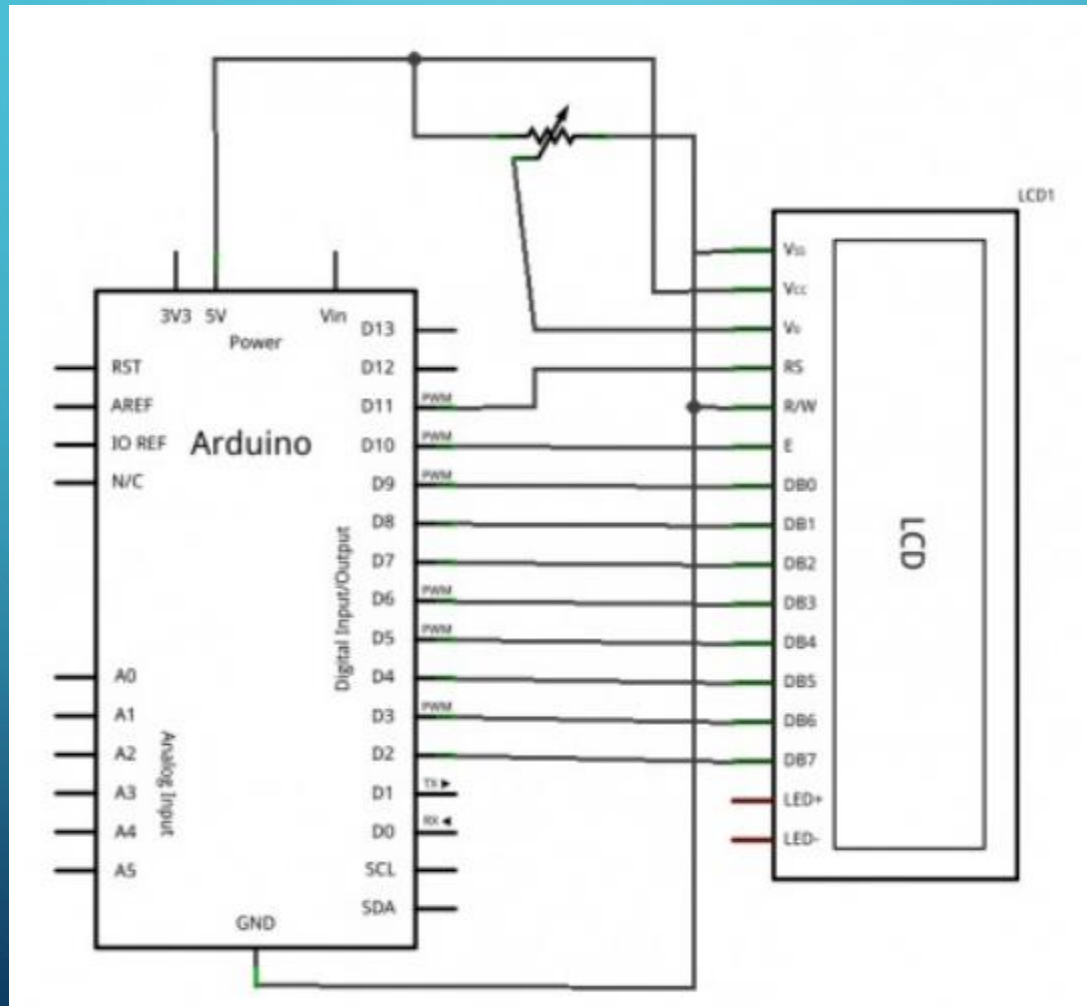 LCD1
3V3
5V
Vin
Power
RST
AREF
IO REF
N/C
Arduino
A0
A1
A2
A3
A4
A5
Analog Input
Digital Input/Output
D13
D12
D11 PWM
D10 PWM
D9 PWM
D8
D7
D6 PWM
D5 PWM
D4
D3 PWM
D2
D1 TX ►
D0 RX ◄
SCL
SDA
GND
Vss
Vcc
RS
R/W
E
DB0
DB1
DB2
DB3
DB4
DB5
DB6
DB7
LED+
LED-
LCD